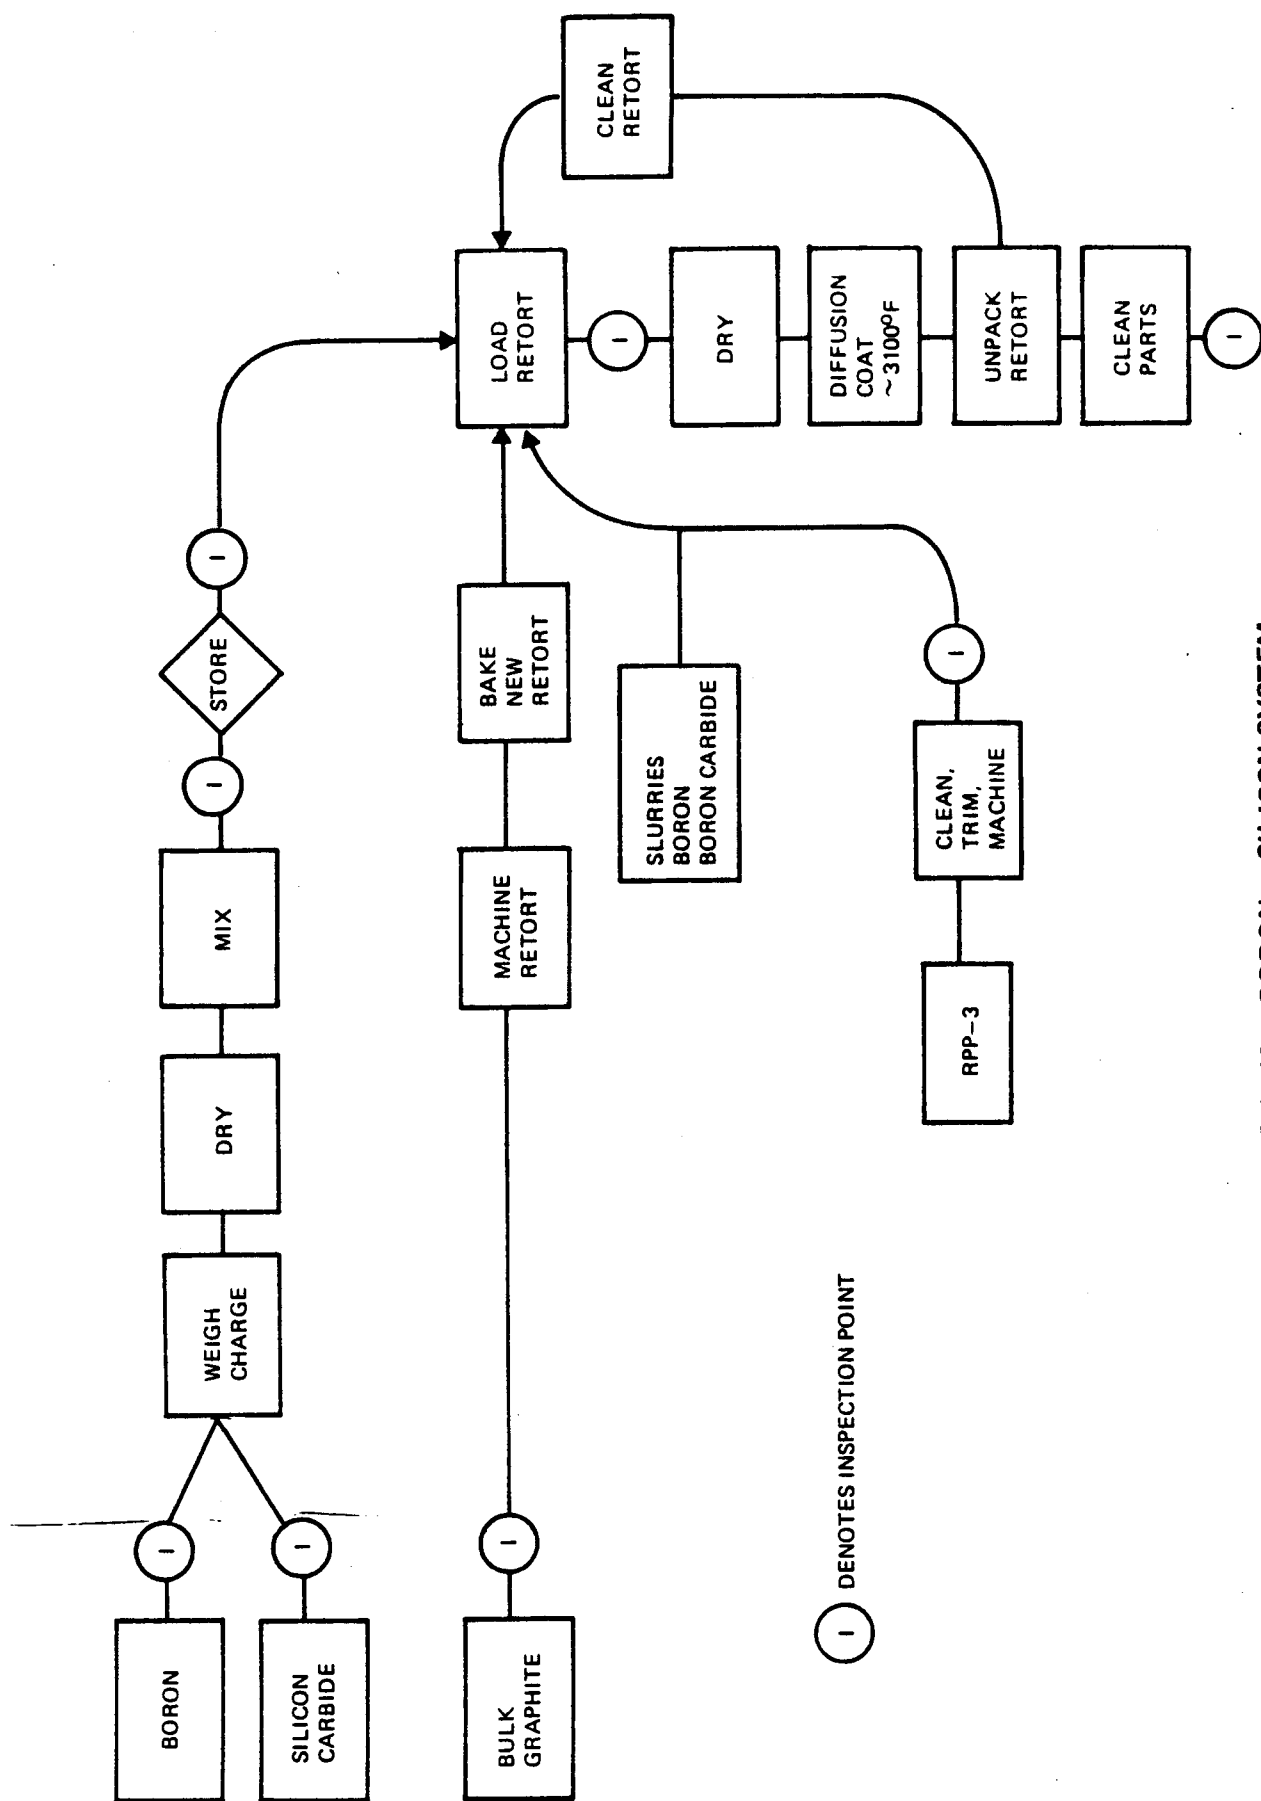 BORON
SILICON
CARBIDE
I
I
WEIGH
CHARGE
DRY
MIX
I
STORE
I
BULK
GRAPHITE
I
MACHINE
RETORT
BAKE
NEW
RETORT
LOAD
RETORT
CLEAN
RETORT
SLURRIES
BORON
BORON CARBIDE
RPP-3
CLEAN,
TRIM,
MACHINE
I
I
DRY
DIFFUSION
COAT
~3100°F
UNPACK
RETORT
CLEAN
PARTS
I
I DENOTES INSPECTION POINT